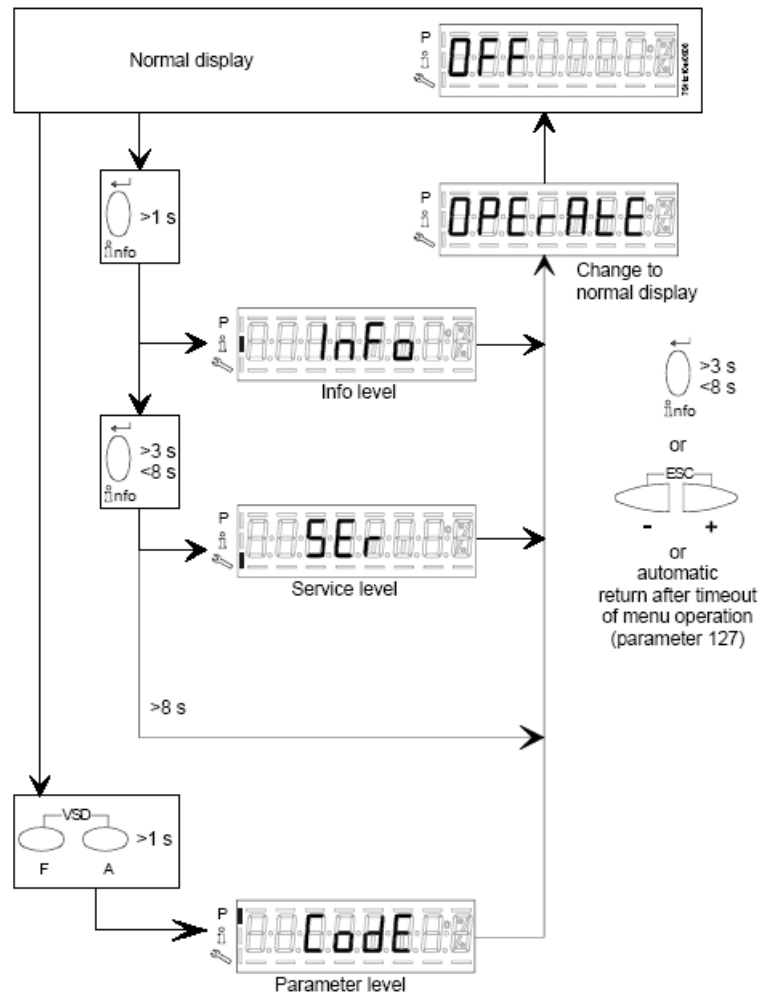 Normal display
P
i
OFF
>1 s
info
P
i
OPErAtE
Change to
normal display
P
i
InFo
Info level
>3 s
<8 s
info
>3 s
<8 s
info
or
ESC
- +
or
automatic
return after timeout
of menu operation
(parameter 127)
P
i
SEr
Service level
>8 s
VSD
>1 s
F A
P
i
CodE
Parameter level